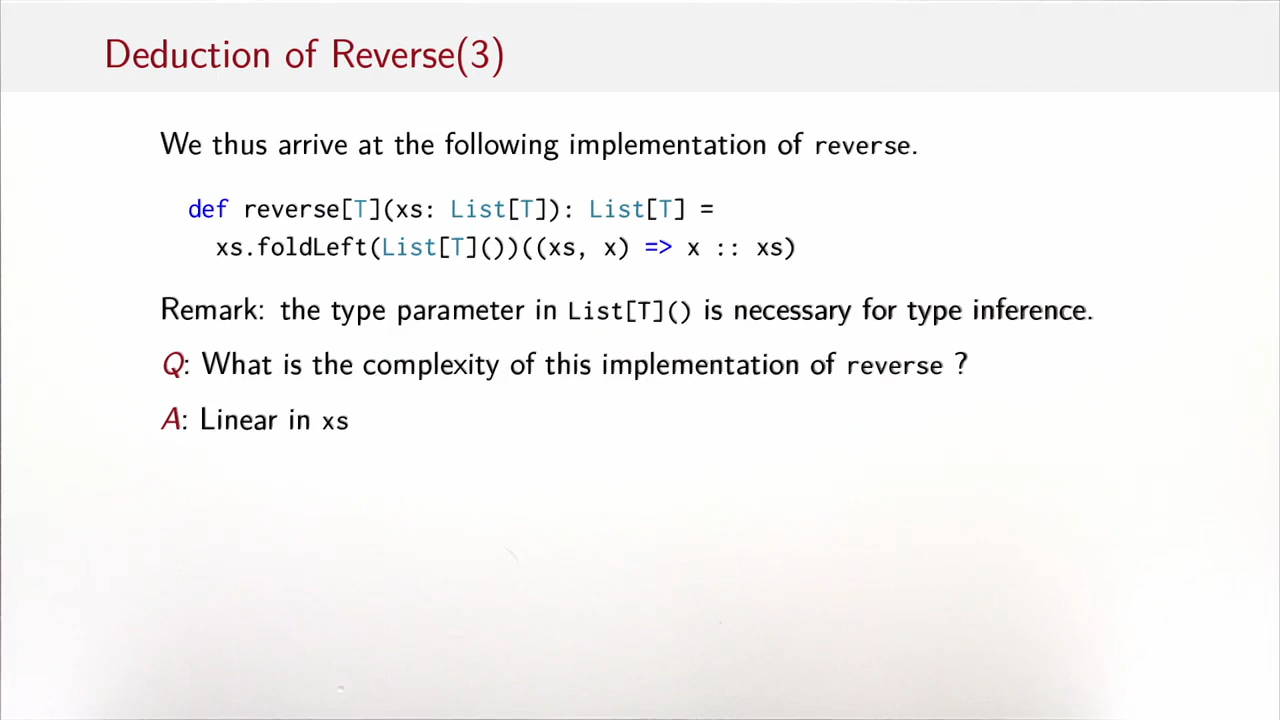 Deduction of Reverse(3)
We thus arrive at the following implementation of reverse.
def reverse[T](xs: List[T]): List[T] =
xs.foldLeft(List[T]())((xs, x) => x :: xs)
Remark: the type parameter in List[T]() is necessary for type inference.
Q: What is the complexity of this implementation of reverse ?
A: Linear in xs